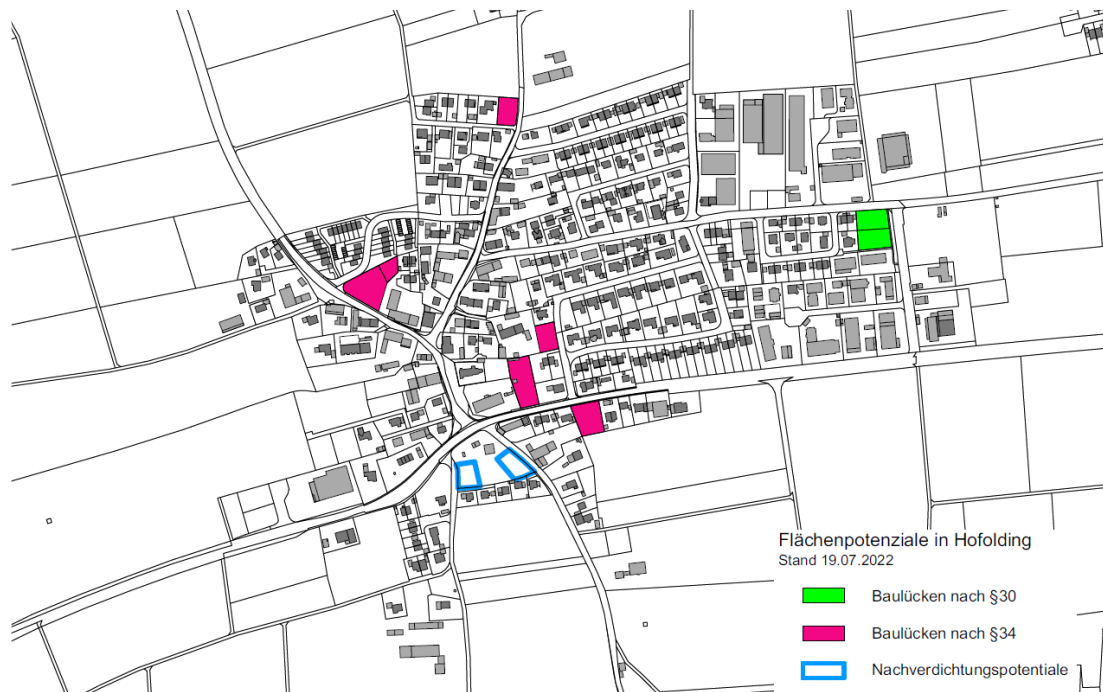 Flächenpotenziale in Hofolding
Stand 19.07.2022
Baulücken nach §30
Baulücken nach §34
Nachverdichtungspotentiale